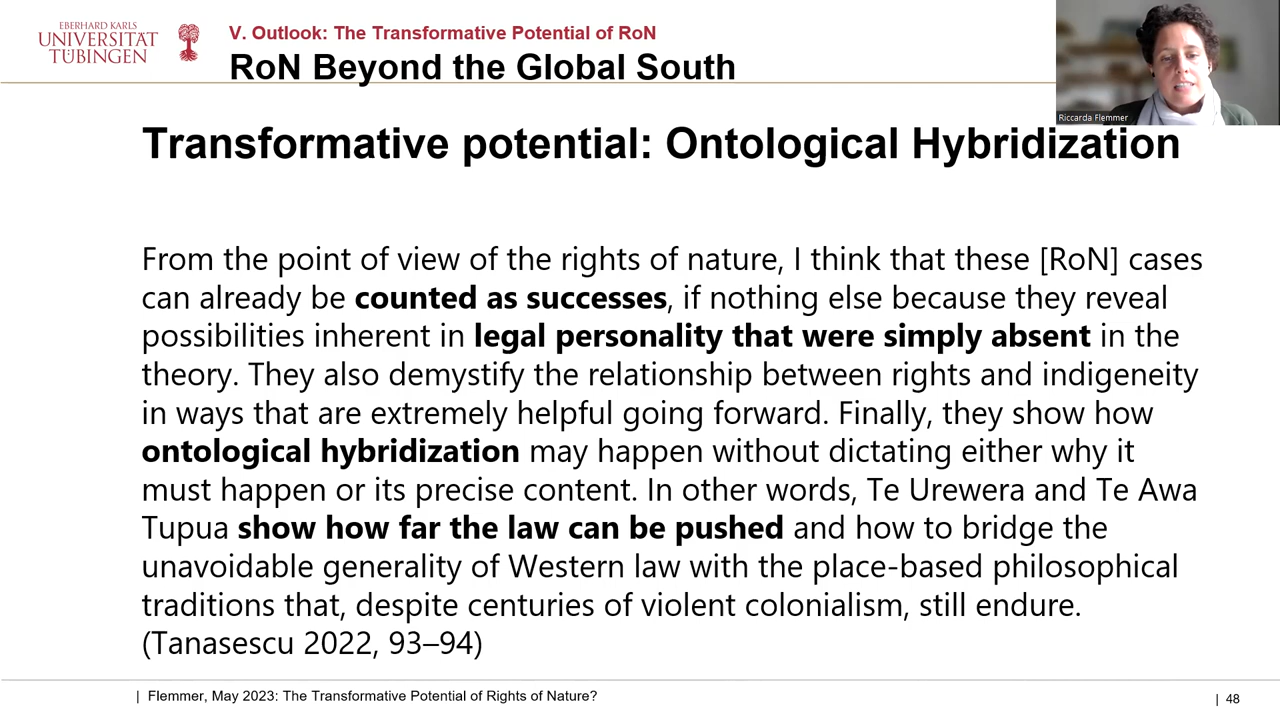 EBERHARD KARLS
UNIVERSITÄT
TÜBINGEN
V. Outlook: The Transformative Potential of RoN
RoN Beyond the Global South
Riccarda Flemmer
Transformative potential: Ontological Hybridization
From the point of view of the rights of nature, I think that these [RoN] cases
can already be counted as successes, if nothing else because they reveal
possibilities inherent in legal personality that were simply absent in the
theory. They also demystify the relationship between rights and indigeneity
in ways that are extremely helpful going forward. Finally, they show how
ontological hybridization may happen without dictating either why it
must happen or its precise content. In other words, Te Urewera and Te Awa
Tupua show how far the law can be pushed and how to bridge the
unavoidable generality of Western law with the place-based philosophical
traditions that, despite centuries of violent colonialism, still endure.
(Tanasescu 2022, 93–94)
| Flemmer, May 2023: The Transformative Potential of Rights of Nature?
| 48